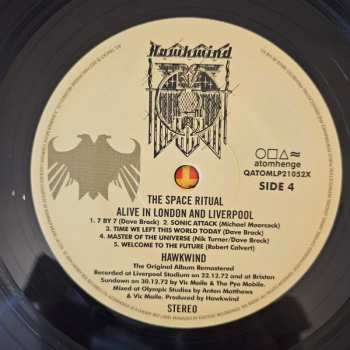 Hawkwind
atomhenge
QATOMLP21052X
SIDE 4
THE SPACE RITUAL
ALIVE IN LONDON AND LIVERPOOL
1. 7 BY 7 (Dave Brock) 2. SONIC ATTACK (Michael Moorcock)
3. TIME WE LEFT THIS WORLD TODAY (Dave Brock)
4. MASTER OF THE UNIVERSE (Nik Turner/Dave Brock)
5. WELCOME TO THE FUTURE (Robert Calvert)
HAWKWIND
The Original Album Remastered
Recorded at Liverpool Stadium on 22.12.72 and at Brixton
Sundown on 30.12.72 by Vic Maile & The Pye Mobile.
Mixed at Olympic Studios by Anton Matthews
& Vic Maile. Produced by Hawkwind
STEREO